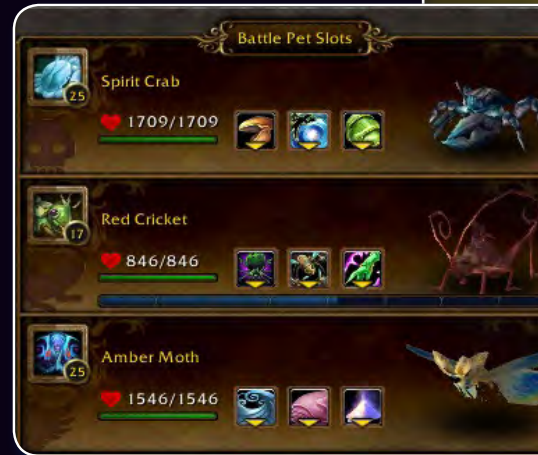 Battle Pet Slots
Spirit Crab
25
1709/1709
Red Cricket
17
846/846
Amber Moth
25
1546/1546